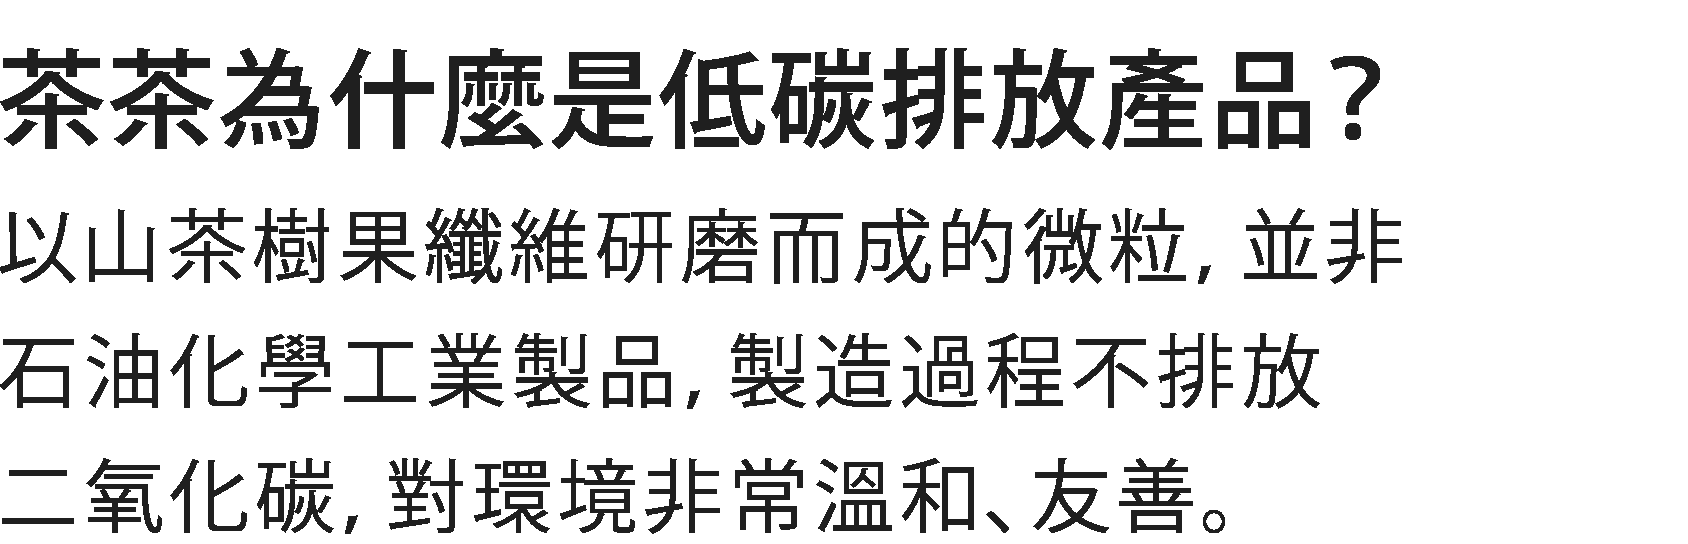 茶茶為什麼是低碳排放產品？
以山茶樹果纖維研磨而成的微粒，並非
石油化學工業製品，製造過程不排放
二氧化碳，對環境非常溫和、友善。